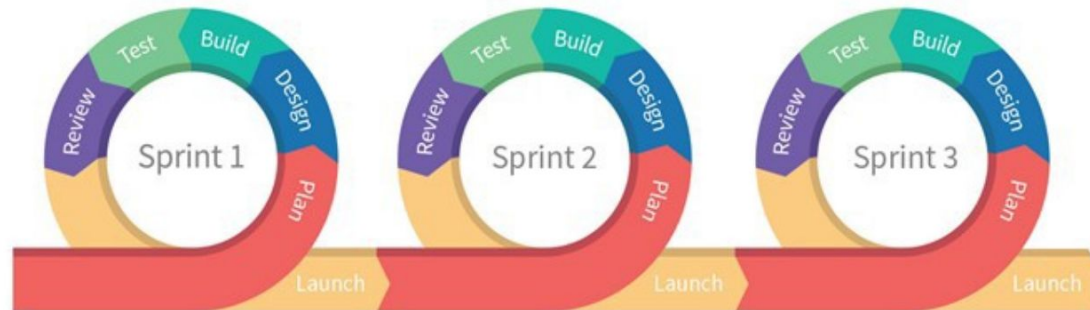 Test
Build
Design
Review
Sprint 1
Plan
Launch
Test
Build
Design
Review
Sprint 2
Plan
Launch
Test
Build
Design
Review
Sprint 3
Plan
Launch